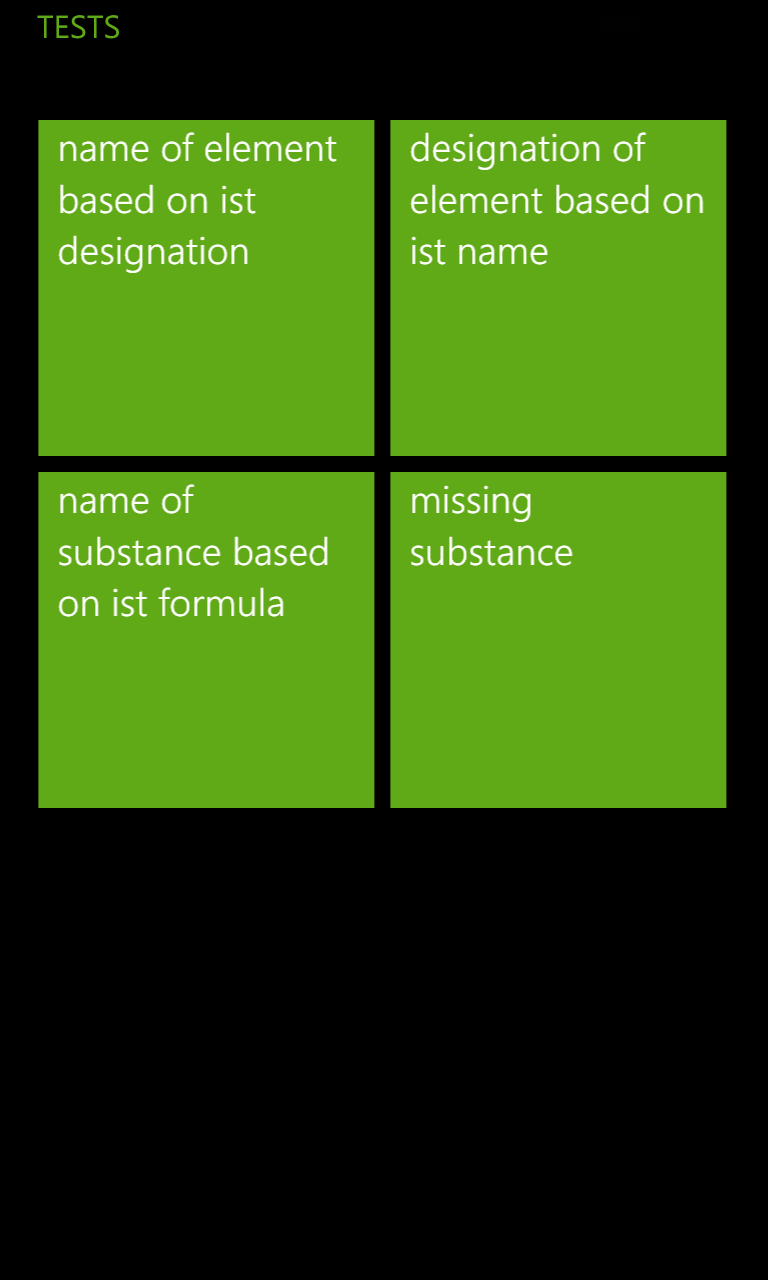 TESTS
name of element
based on ist
designation
designation of
element based on
ist name
name of
substance based
on ist formula
missing
substance